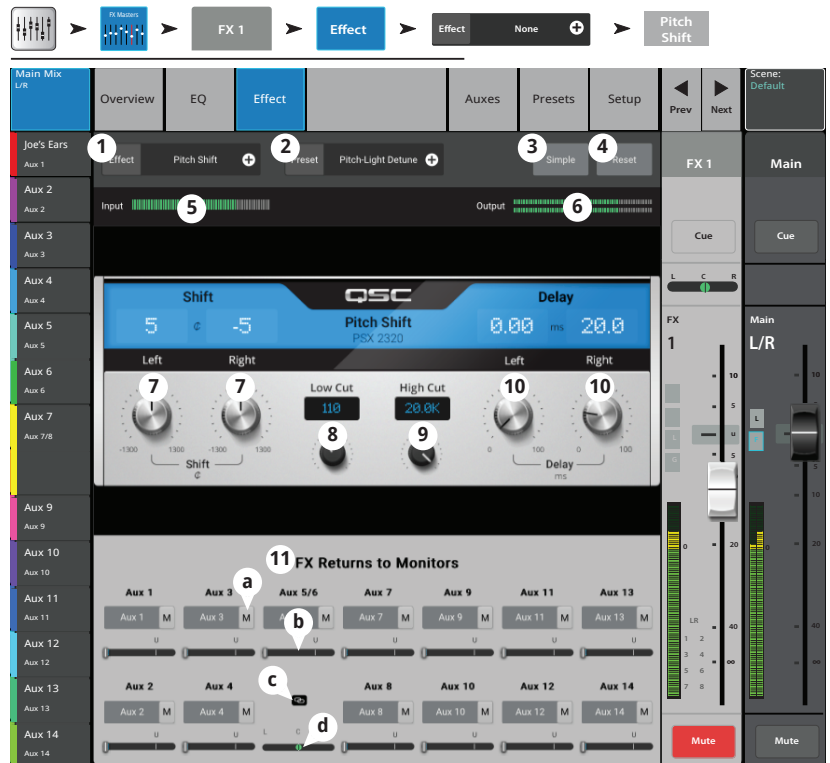 FX Masters
FX 1
Effect
Effect None
Pitch
Shift
Main Mix
L/R
Overview
EQ
Effect
Auxes
Presets
Setup
Prev
Next
Scene:
Default
Joe's Ears
Aux 1
Aux 2
Aux 2
Aux 3
Aux 3
Aux 4
Aux 4
Aux 5
Aux 5
Aux 6
Aux 6
Aux 7
Aux 7/8
Aux 9
Aux 9
Aux 10
Aux 10
Aux 11
Aux 11
Aux 12
Aux 12
Aux 13
Aux 13
Aux 14
Aux 14
1
Effect Pitch Shift
2
Preset Pitch-Light Detune
3
Simple
4
Reset
Input
5
Output
6
Shift
QSC
Delay
5 ¢ -5
Pitch Shift
PSX 2320
0.00 ms 20.0
Left
Right
Left
Right
7
7
Low Cut
110
8
High Cut
20.0K
9
10
10
-1300 1300 -1300 1300
Shift
¢
0 100 0 100
Delay
ms
11
FX Returns to Monitors
a
b
c
d
Aux 1 Aux 3 Aux 5/6 Aux 7 Aux 9 Aux 11 Aux 13
Aux 1 M Aux 3 M M Aux 7 M Aux 9 M Aux 11 M Aux 13 M
U U U U U U U
Aux 2 Aux 4 Aux 8 Aux 10 Aux 12 Aux 14
Aux 2 M Aux 4 M Aux 8 M Aux 10 M Aux 12 M Aux 14 M
U U L C U U U U
FX 1
Cue
L C R
FX
1
10
5
U
5
L
G
0
20
LR
1 2
3 4
5 6
7 8
40
∞
Mute
Main
Cue
Main
L/R
10
5
L
U
5
10
0
20
40
∞
Mute